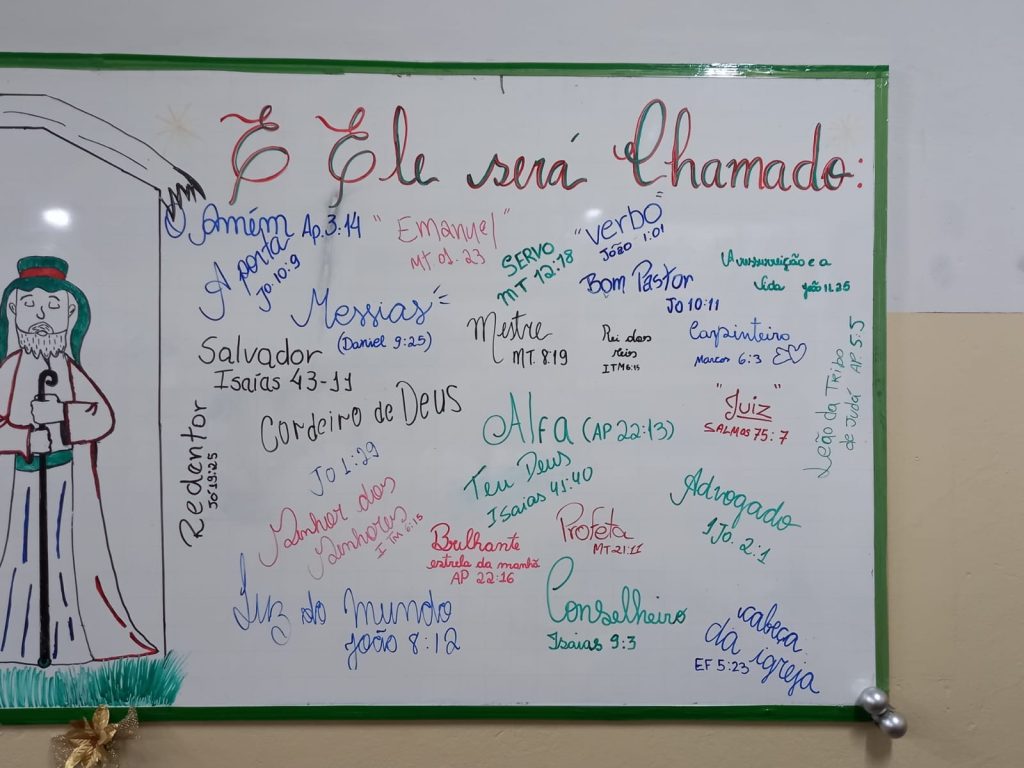 E Ele será Chamado:
O Amém Ap. 3:14
"Emanuel"
Mt 01. 23
"Verbo"
João 1:01
A porta
Jo. 10:9
SERVO
MT 12:18
Bom Pastor
Jo 10:11
A ressurreição e a
Vida João 11.25
Messias
(Daniel 9:25)
Mestre
MT. 8:19
Rei dos
reis
I TM 6:15
Carpinteiro
Marcos 6:3
Salvador
Isaías 43-11
Leão da Tribo
de Judá AP. 5:5
Redentor
Jó 19:25
Cordeiro de Deus
Jo 1:29
Alfa (AP 22:13)
"Juiz"
SALMOS 75:7
Teu Deus
Isaias 41:40
Advogado
1 Jo. 2:1
Senhor dos
Senhores
I TM 6:15
Brilhante
estrela da manhã
AP 22:16
Profeta
MT 21:11
Luz do mundo
João 8:12
Conselheiro
Isaias 9:3
cabeça
da igreja
EF 5:23